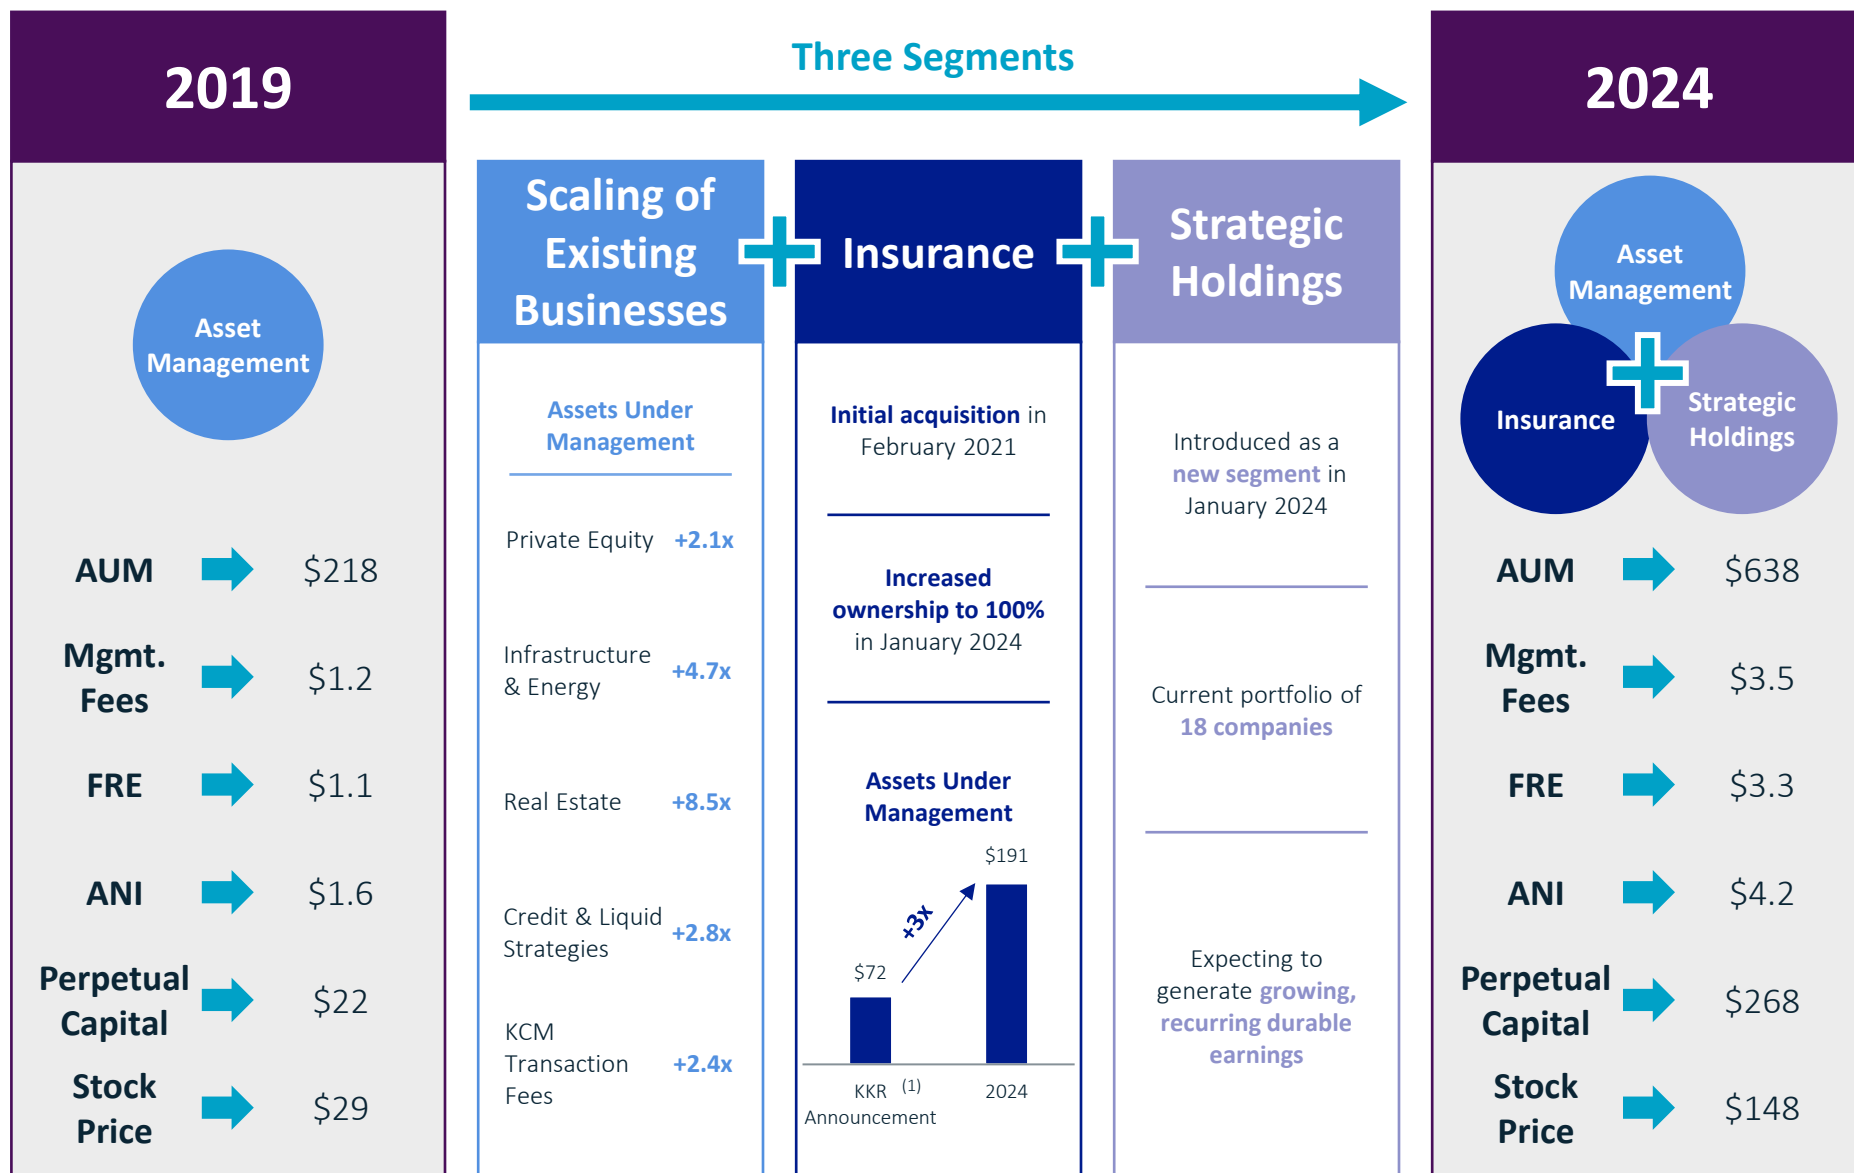 2019
Asset
Management
AUM $218
Mgmt.
Fees $1.2
FRE $1.1
ANI $1.6
Perpetual
Capital $22
Stock
Price $29
Three Segments
Scaling of
Existing
Businesses
Assets Under
Management
Private Equity +2.1x
Infrastructure
& Energy +4.7x
Real Estate +8.5x
Credit & Liquid
Strategies +2.8x
KCM
Transaction +2.4x
Fees
Insurance
Initial acquisition in
February 2021
Increased
ownership to 100%
in January 2024
Assets Under
Management
$191
+3x
$72
KKR (1) 2024
Announcement
Strategic
Holdings
Introduced as a
new segment in
January 2024
Current portfolio of
18 companies
Expecting to
generate growing,
recurring durable
earnings
2024
Asset
Management
Insurance
Strategic
Holdings
AUM $638
Mgmt.
Fees $3.5
FRE $3.3
ANI $4.2
Perpetual
Capital $268
Stock
Price $148